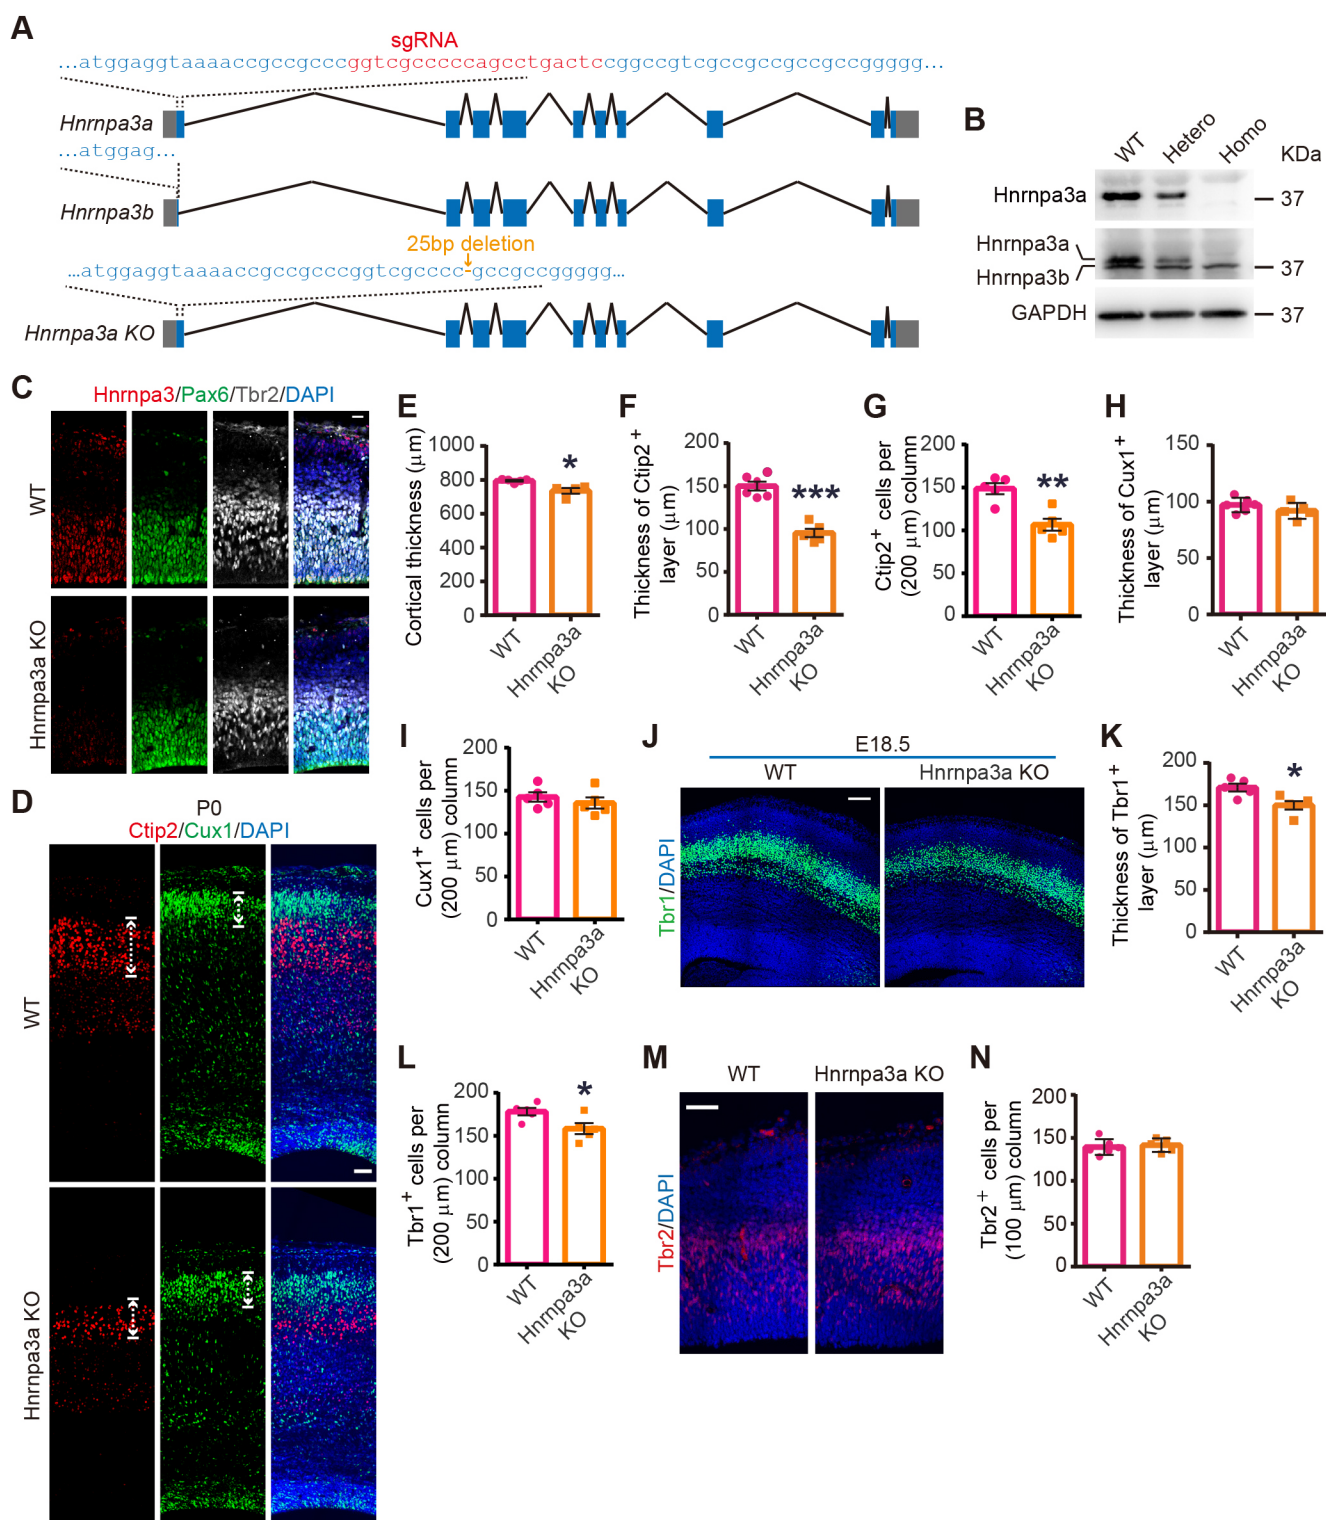 A
sgRNA
...atggaggtaaaaccgccgcccggtcgcccccagcctgactcccggccgtcgccgccgccgccgggggg...
Hnrnpa3a
...atggag...
Hnrnpa3b
25bp deletion
...atggaggtaaaaccgccgcccggtcgcccc-gccgccgggggg...
Hnrnpa3a KO
B
WT Hetero Homo KDa
Hnrnpa3a
37
Hnrnpa3a
Hnrnpa3b
37
GAPDH
37
C
Hnrnpa3/Pax6/Tbr2/DAPI
WT
Hnrnpa3a KO
D
P0
Ctip2/Cux1/DAPI
WT
Hnrnpa3a KO
E
Cortical thickness (μm)
1000
800
600
400
200
0
*
WT
Hnrnpa3a
KO
F
Thickness of Ctip2+
layer (μm)
200
150
100
50
0
***
WT
Hnrnpa3a
KO
G
Ctip2+ cells per
(200 μm) column
200
150
100
50
0
**
WT
Hnrnpa3a
KO
H
Thickness of Cux1+
layer (μm)
150
100
50
0
WT
Hnrnpa3a
KO
I
Cux1+ cells per
(200 μm) column
200
150
100
50
0
WT
Hnrnpa3a
KO
J
E18.5
WT Hnrnpa3a KO
Tbr1/DAPI
K
Thickness of Tbr1+
layer (μm)
200
150
100
50
0
*
WT
Hnrnpa3a
KO
L
Tbr1+ cells per
(200 μm) column
200
150
100
50
0
*
WT
Hnrnpa3a
KO
M
WT Hnrnpa3a KO
Tbr2/DAPI
N
Tbr2+ cells per
(100 μm) column
200
150
100
50
0
WT
Hnrnpa3a
KO